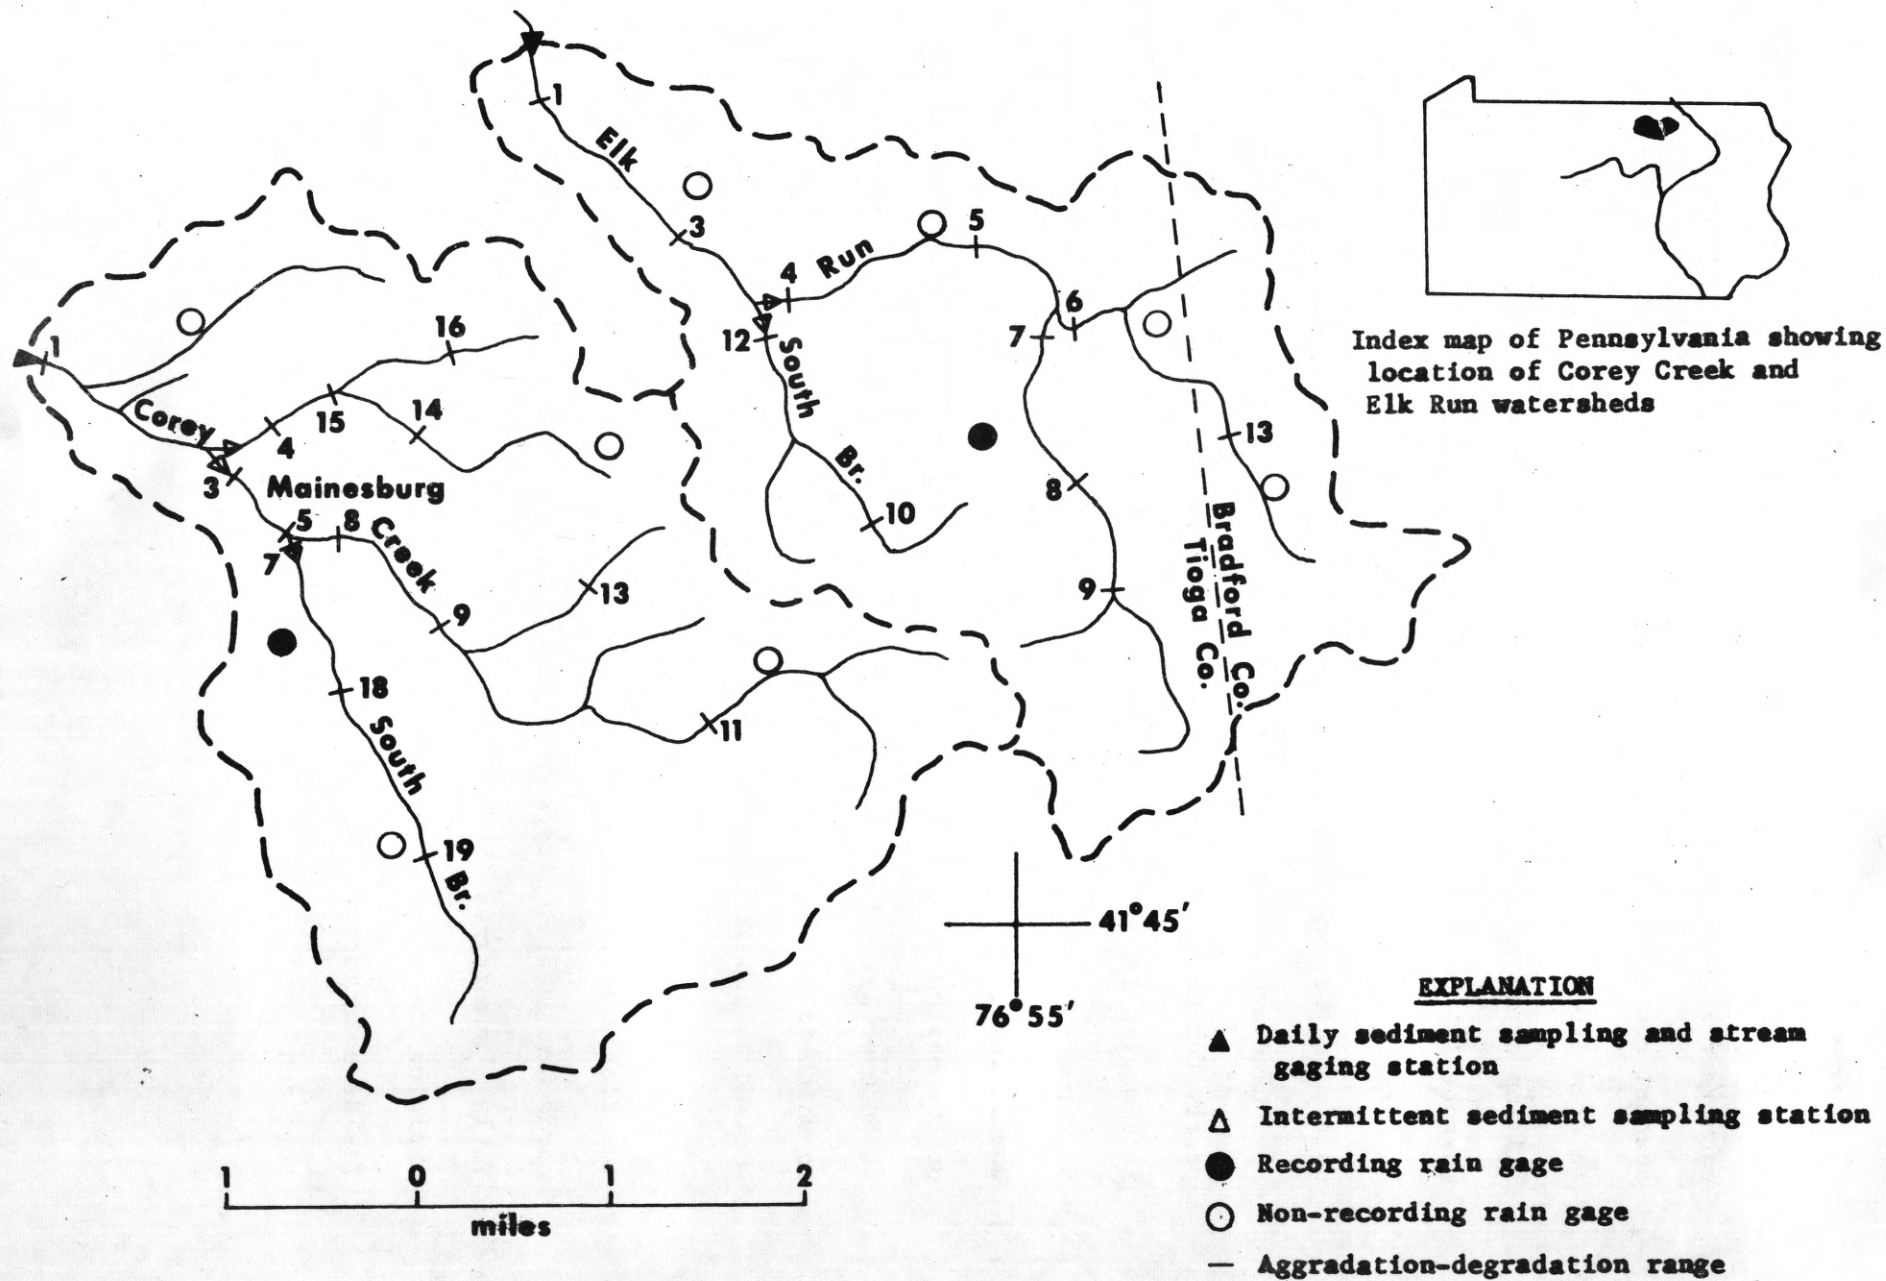 1
Elk
3
4
Run
5
6
7
12
South
Br.
10
8
9
13
Bradford Co.
Tioga Co.
1
Corey
16
15
14
4
3
Mainesburg
5
8
Creek
7
9
13
11
18
South
19
Br.
41°45′
76°55′
Index map of Pennsylvania showing
location of Corey Creek and
Elk Run watersheds
EXPLANATION
Daily sediment sampling and stream
gaging station
Intermittent sediment sampling station
Recording rain gage
Non-recording rain gage
Aggradation-degradation range
1 0 1 2
miles